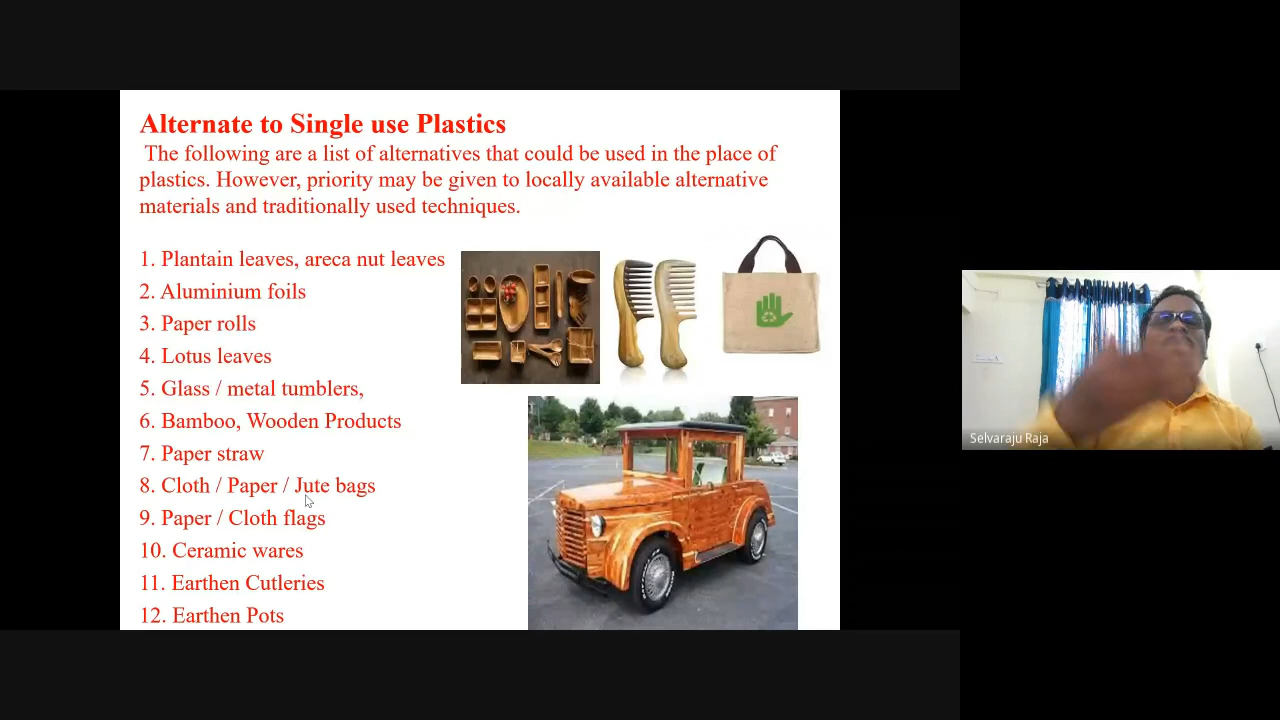 Alternate to Single use Plastics
The following are a list of alternatives that could be used in the place of
plastics. However, priority may be given to locally available alternative
materials and traditionally used techniques.
1. Plantain leaves, areca nut leaves
2. Aluminium foils
3. Paper rolls
4. Lotus leaves
5. Glass / metal tumblers,
6. Bamboo, Wooden Products
7. Paper straw
8. Cloth / Paper / Jute bags
9. Paper / Cloth flags
10. Ceramic wares
11. Earthen Cutleries
12. Earthen Pots
Selvaraju Raja